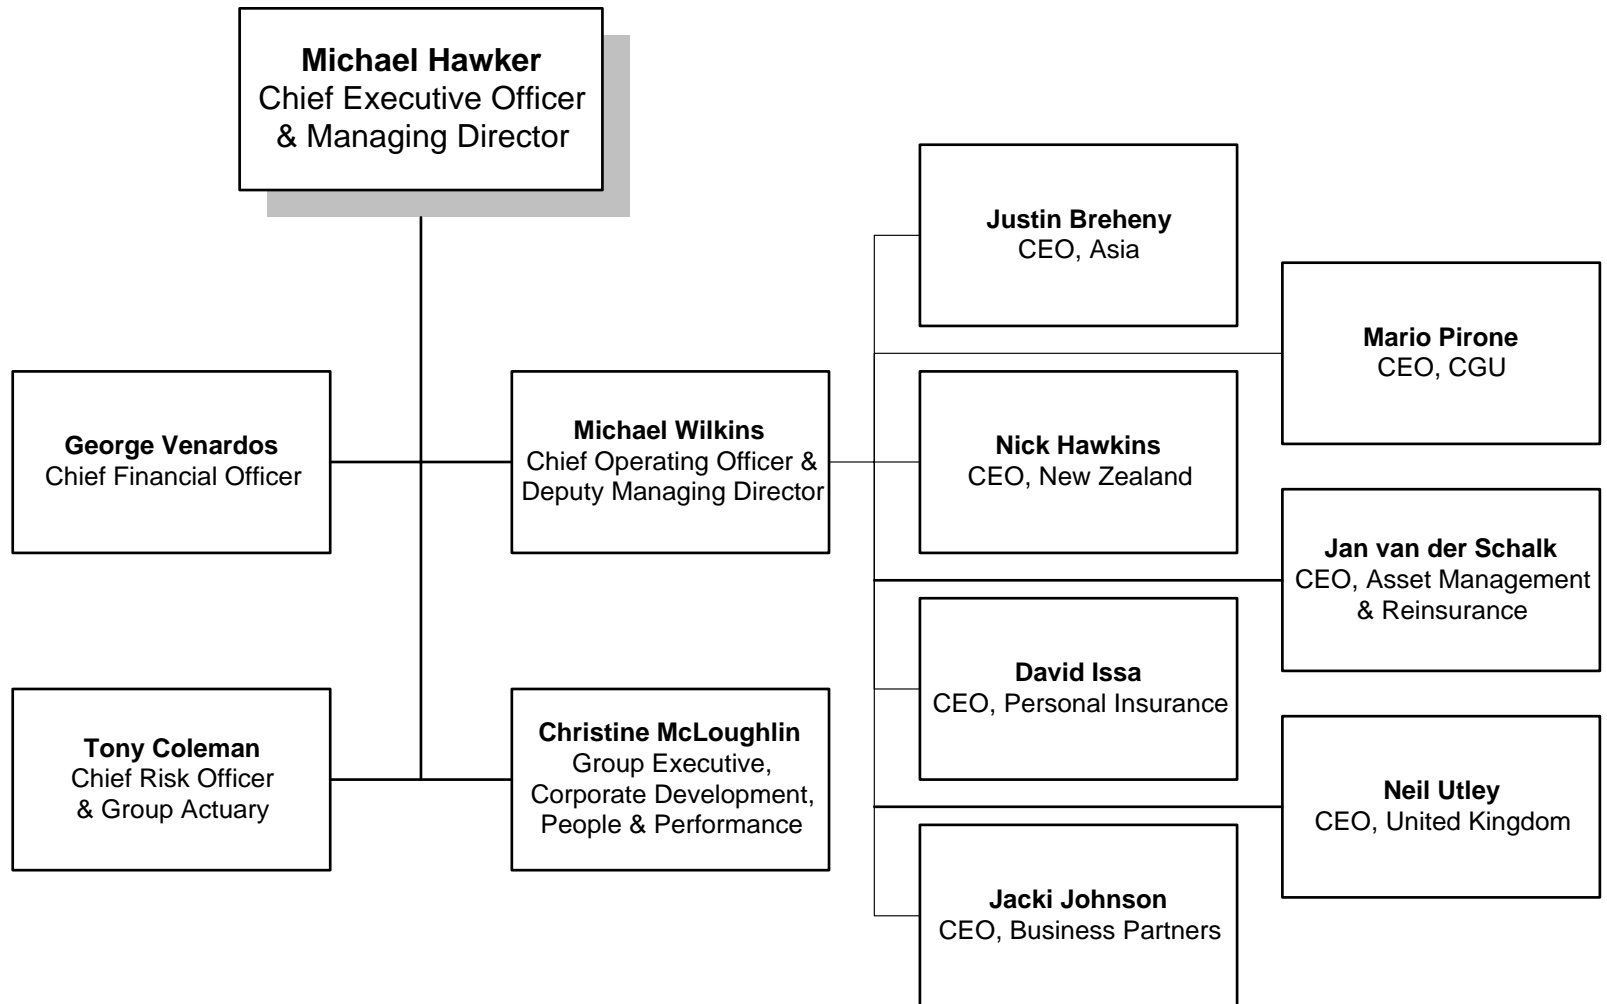 Michael Hawker
Chief Executive Officer
& Managing Director
George Venardos
Chief Financial Officer
Michael Wilkins
Chief Operating Officer &
Deputy Managing Director
Tony Coleman
Chief Risk Officer
& Group Actuary
Christine McLoughlin
Group Executive,
Corporate Development,
People & Performance
Justin Breheny
CEO, Asia
Mario Pirone
CEO, CGU
Nick Hawkins
CEO, New Zealand
Jan van der Schalk
CEO, Asset Management
& Reinsurance
David Issa
CEO, Personal Insurance
Neil Utley
CEO, United Kingdom
Jacki Johnson
CEO, Business Partners